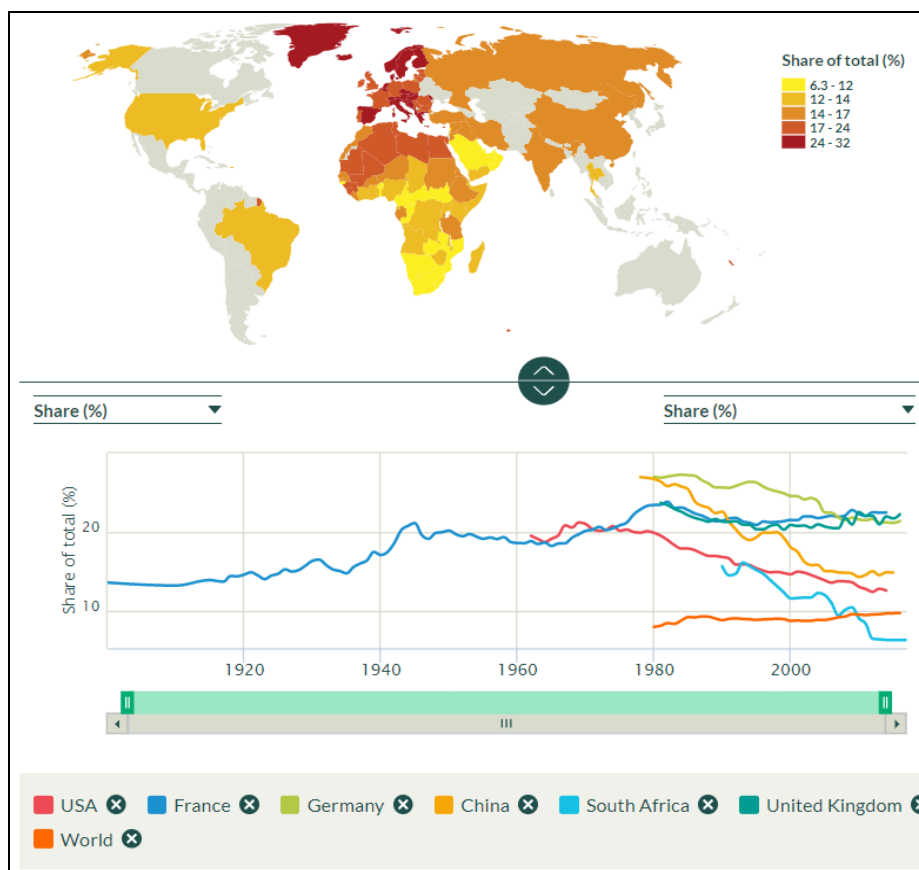 Share of total (%)
6.3 - 12
12 - 14
14 - 17
17 - 24
24 - 32
Share (%) Share (%)
Share of total (%)
20
10
1920 1940 1960 1980 2000
USA France Germany China South Africa United Kingdom
World